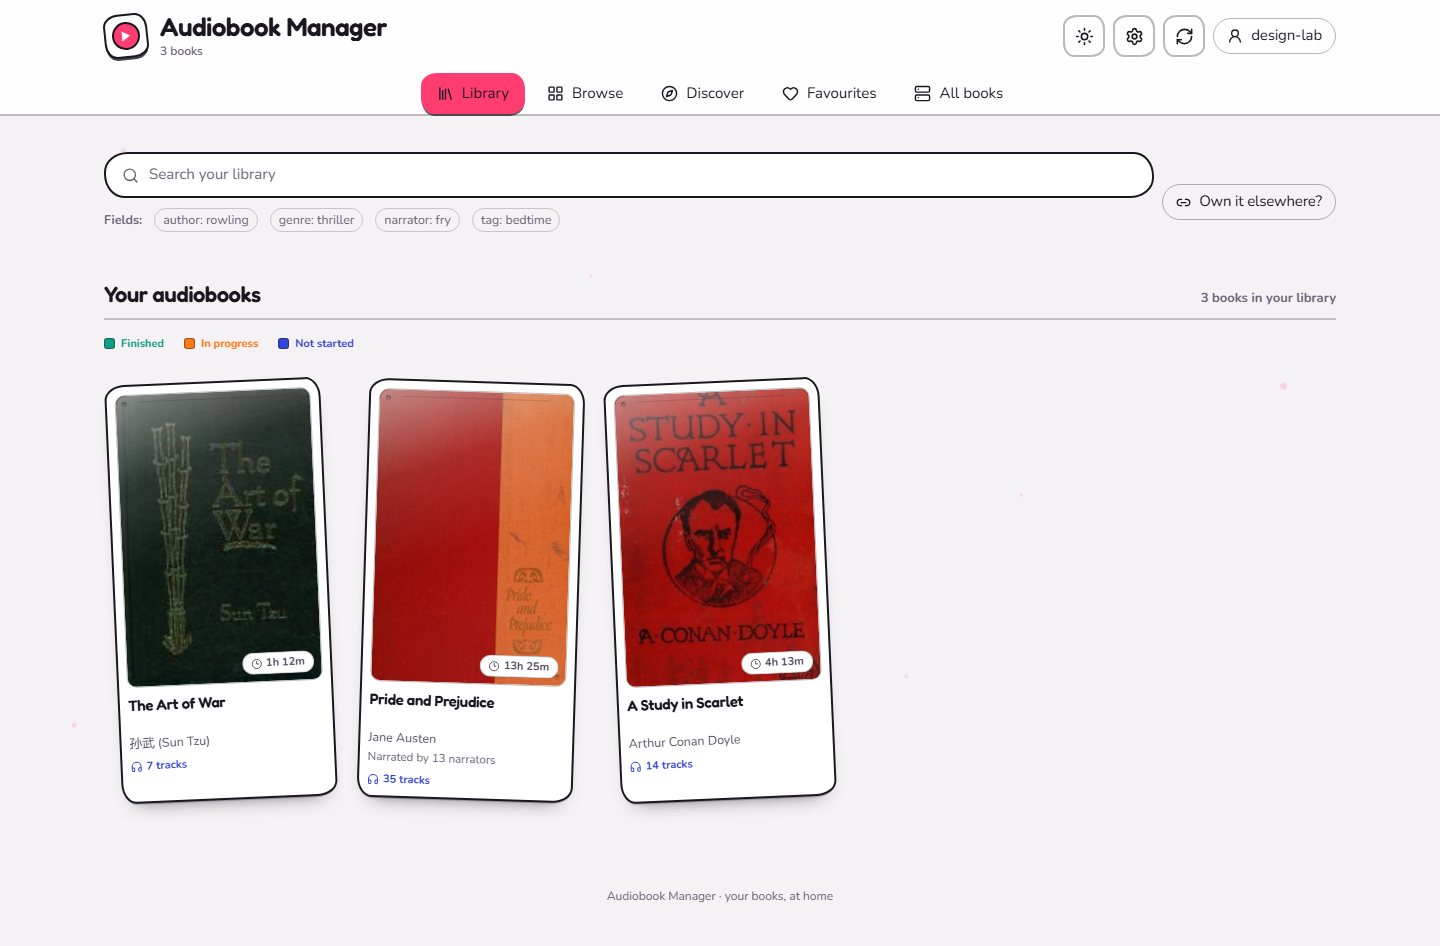 Audiobook Manager
3 books
design-lab
Library
Browse
Discover
Favourites
All books
Search your library
Own it elsewhere?
Fields:
author: rowling
genre: thriller
narrator: fry
tag: bedtime
Your audiobooks
3 books in your library
Finished
In progress
Not started
The
Art of
War
Sun Tzu
1h 12m
The Art of War
孙武 (Sun Tzu)
7 tracks
Pride
and
Prejudice
13h 25m
Pride and Prejudice
Jane Austen
Narrated by 13 narrators
35 tracks
A
STUDY·IN
SCARLET
A·CONAN·DOYLE
4h 13m
A Study in Scarlet
Arthur Conan Doyle
14 tracks
Audiobook Manager · your books, at home